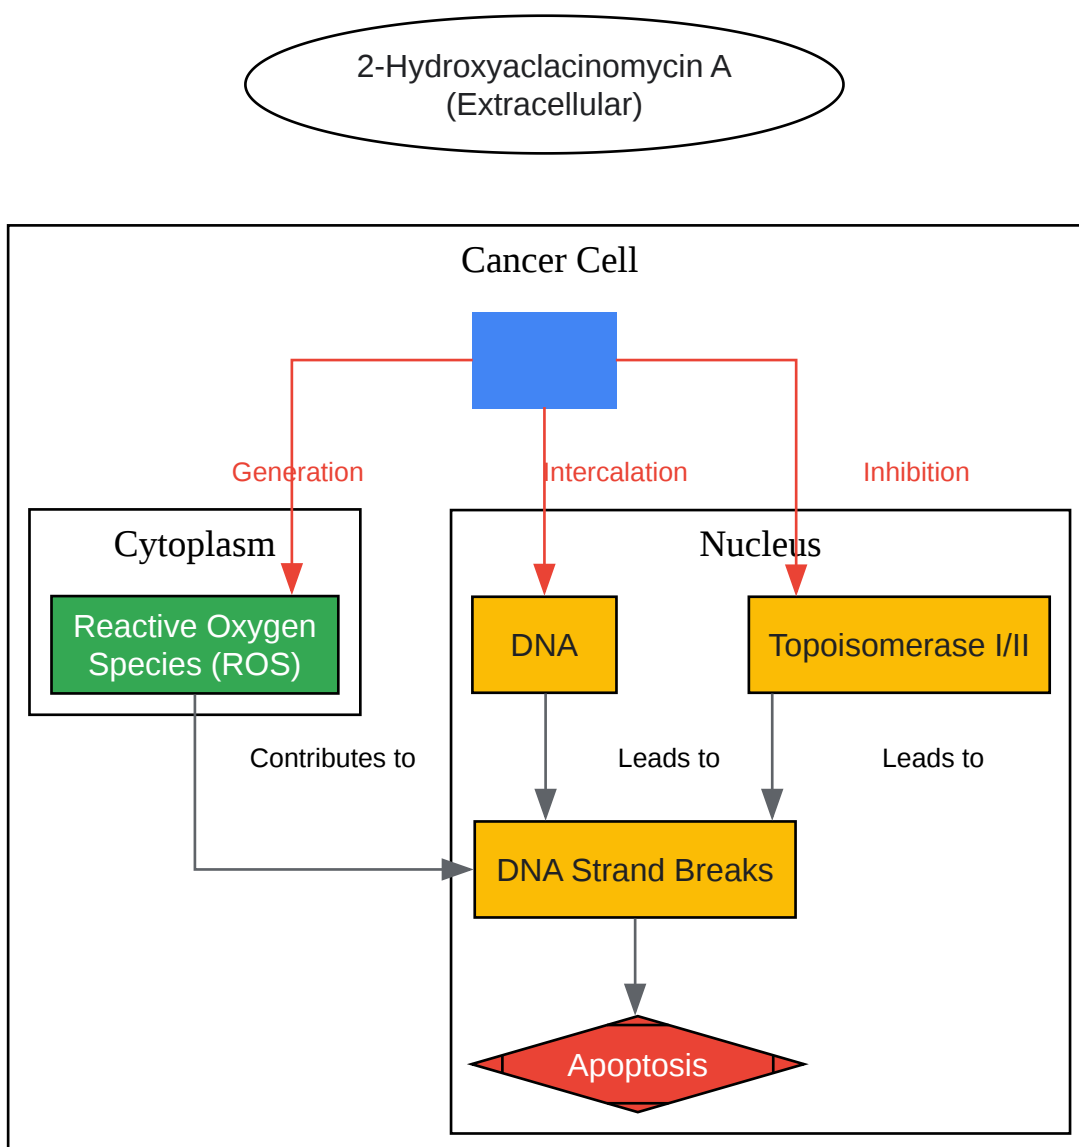 2-Hydroxyaclacinomycin A
(Extracellular)
Cancer Cell
Generation
Intercalation
Inhibition
Cytoplasm
Nucleus
Reactive Oxygen
Species (ROS)
DNA
Topoisomerase I/II
Contributes to
Leads to
Leads to
DNA Strand Breaks
Apoptosis